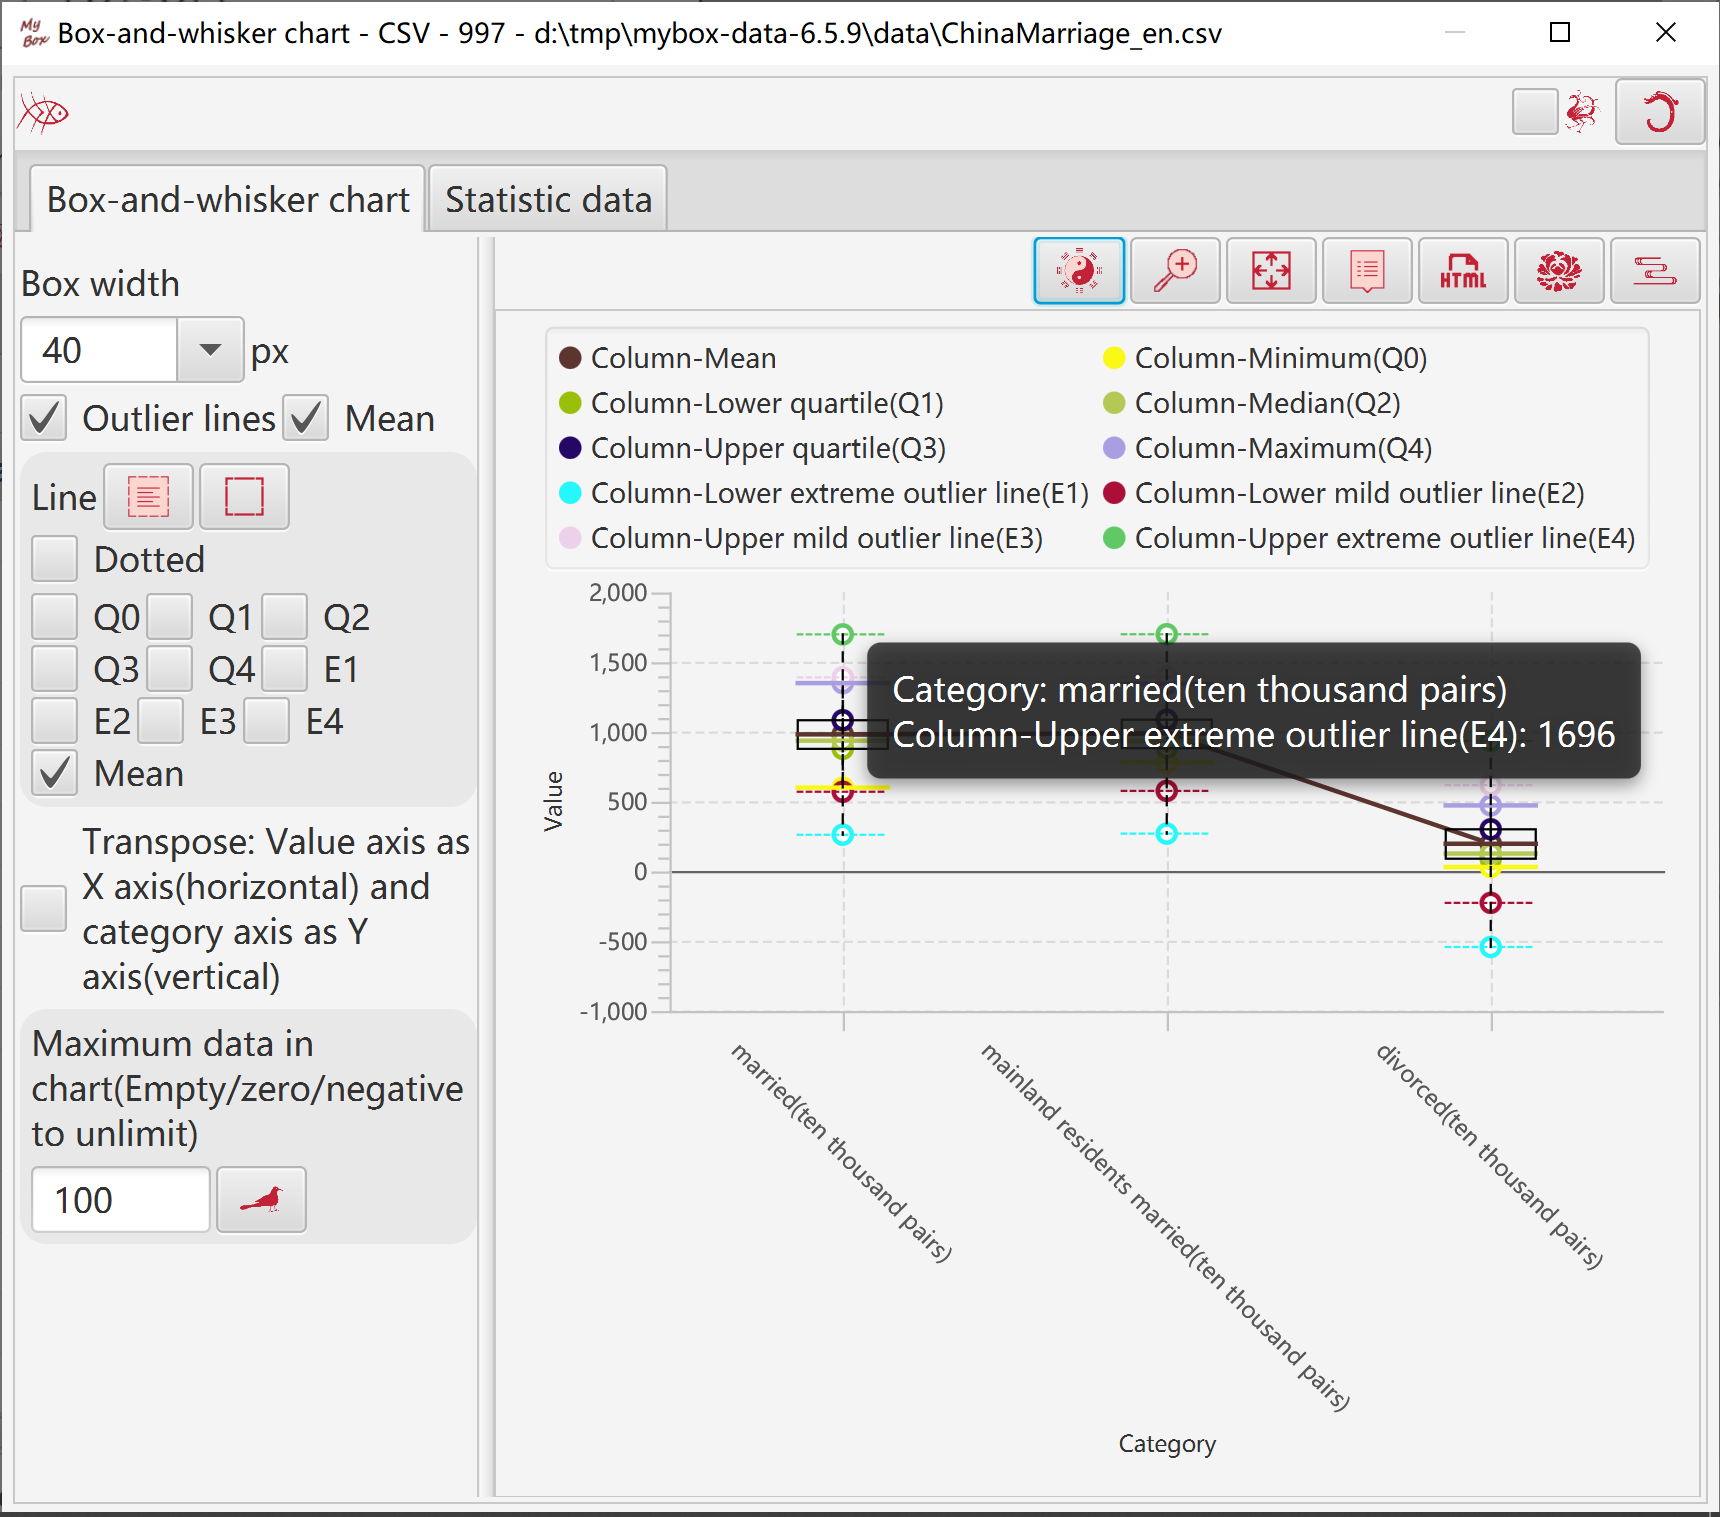 My Box Box-and-whisker chart - CSV - 997 - d:\tmp\mybox-data-6.5.9\data\ChinaMarriage_en.csv
Box-and-whisker chart
Statistic data
Box width
40
px
Outlier lines
Mean
Line
Dotted
Q0
Q1
Q2
Q3
Q4
E1
E2
E3
E4
Mean
Transpose: Value axis as
X axis(horizontal) and
category axis as Y
axis(vertical)
Maximum data in
chart(Empty/zero/negative
to unlimit)
100
HTML
Column-Mean
Column-Minimum(Q0)
Column-Lower quartile(Q1)
Column-Median(Q2)
Column-Upper quartile(Q3)
Column-Maximum(Q4)
Column-Lower extreme outlier line(E1)
Column-Lower mild outlier line(E2)
Column-Upper mild outlier line(E3)
Column-Upper extreme outlier line(E4)
2,000
1,500
1,000
500
0
-500
-1,000
Value
Category: married(ten thousand pairs)
Column-Upper extreme outlier line(E4): 1696
married(ten thousand pairs)
mainland residents married(ten thousand pairs)
divorced(ten thousand pairs)
Category